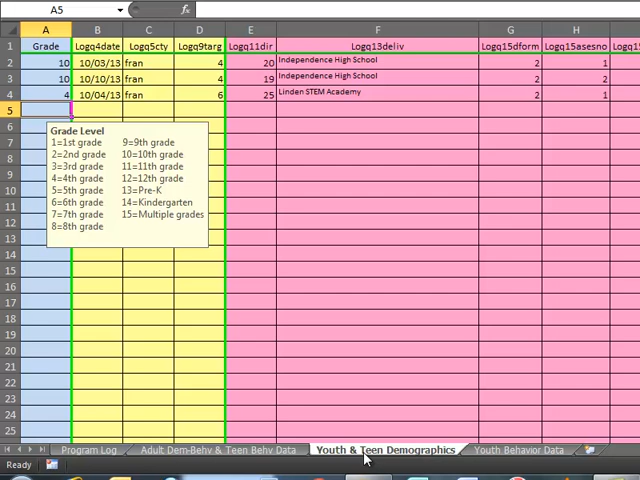 A5
fx
A B C D E F G H
1 Grade Logq4date Logq5cty Logq9targ Logq11dir Logq13deliv Logq15dform Logq15asesno
2 10 10/03/13 fran 4 20 Independence High School 2 1
3 10 10/10/13 fran 4 19 Independence High School 2 2
4 4 10/04/13 fran 6 25 Linden STEM Academy 2 1
5
6
7
8
9
10
11
12
13
14
15
16
17
18
19
20
21
22
23
24
25
Grade Level
1=1st grade 9=9th grade
2=2nd grade 10=10th grade
3=3rd grade 11=11th grade
4=4th grade 12=12th grade
5=5th grade 13=Pre-K
6=6th grade 14=Kindergarten
7=7th grade 15=Multiple grades
8=8th grade
Program Log Adult Dem-Behv & Teen Behv Data Youth & Teen Demographics Youth Behavior Data
Ready